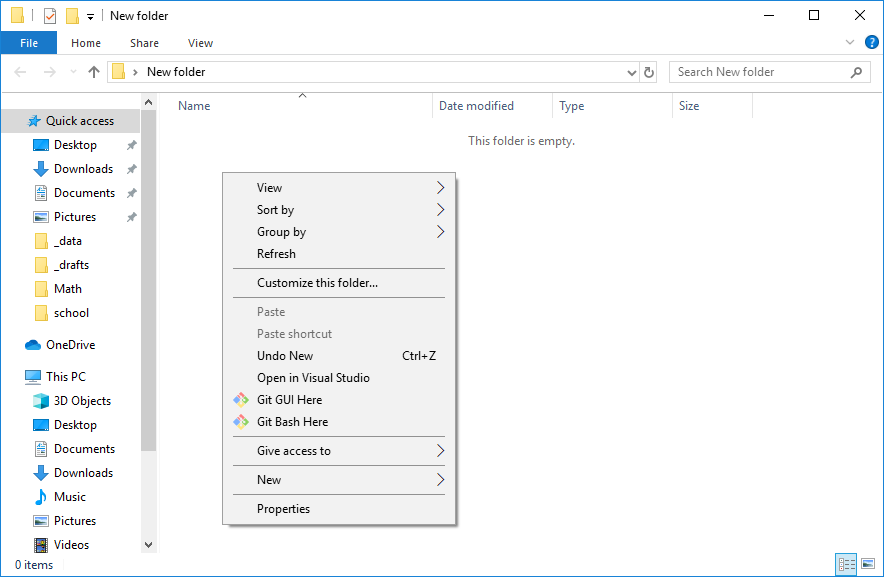 New folder
File Home Share View
New folder
Search New folder
Name Date modified Type Size
This folder is empty.
Quick access
Desktop
Downloads
Documents
Pictures
_data
_drafts
Math
school
OneDrive
This PC
3D Objects
Desktop
Documents
Downloads
Music
Pictures
Videos
View
Sort by
Group by
Refresh
Customize this folder...
Paste
Paste shortcut
Undo New Ctrl+Z
Open in Visual Studio
Git GUI Here
Git Bash Here
Give access to
New
Properties
0 items